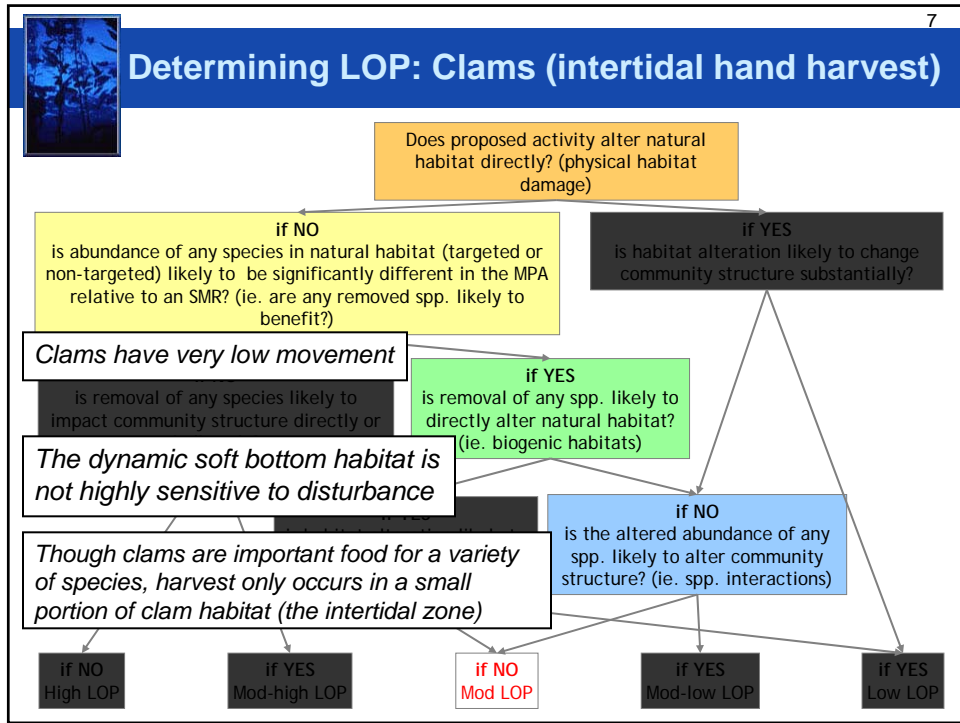 7
Determining LOP: Clams (intertidal hand harvest)
Does proposed activity alter natural
habitat directly? (physical habitat
damage)
if NO
is abundance of any species in natural habitat (targeted or
non-targeted) likely to be significantly different in the MPA
relative to an SMR? (ie. are any removed spp. likely to
benefit?)
if YES
is habitat alteration likely to change
community structure substantially?
Clams have very low movement
is removal of any species likely to
impact community structure directly or
if YES
is removal of any spp. likely to
directly alter natural habitat?
(ie. biogenic habitats)
The dynamic soft bottom habitat is
not highly sensitive to disturbance
if YES
if NO
is the altered abundance of any
spp. likely to alter community
structure? (ie. spp. interactions)
Though clams are important food for a variety
of species, harvest only occurs in a small
portion of clam habitat (the intertidal zone)
if NO
High LOP
if YES
Mod-high LOP
if NO
Mod LOP
if YES
Mod-low LOP
if YES
Low LOP